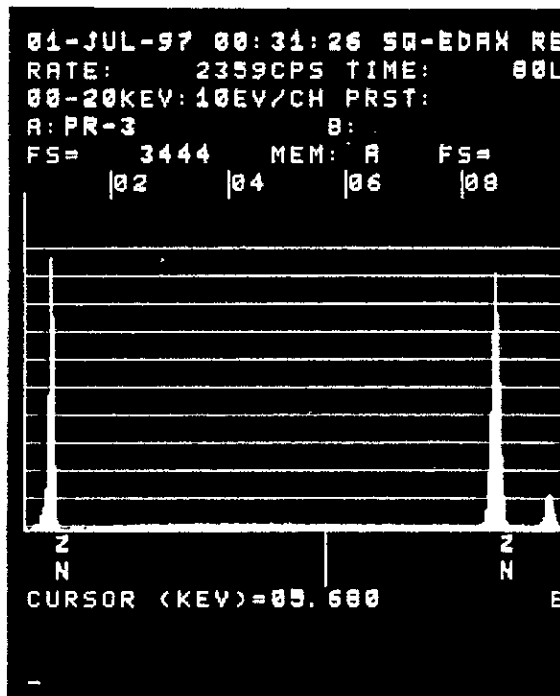 01-JUL-97 00:31:26 SQ-EDAX RE
RATE: 2359CPS TIME: 80L
00-20KEV:10EV/CH PRST:
A:PR-3 B:
FS= 3444 MEM: A FS=
|02 |04 |06 |08
Z Z
N N
CURSOR (KEV)=05.680 E